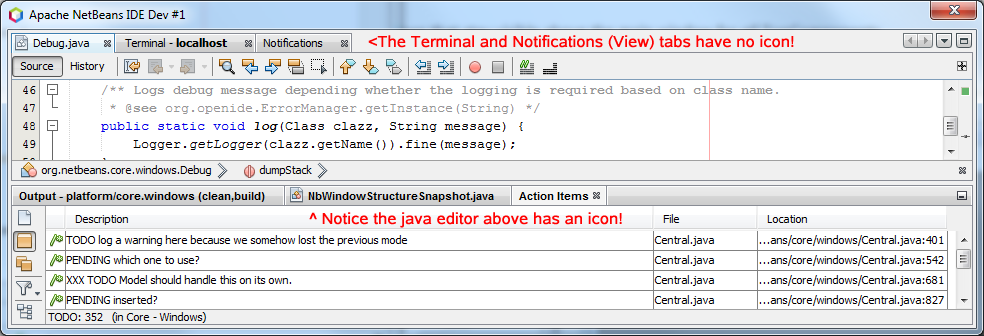 Apache NetBeans IDE Dev #1
Debug.java Terminal - localhost Notifications <The Terminal and Notifications (View) tabs have no icon!
Source History
46 /** Logs debug message depending whether the logging is required based on class name.
47 * @see org.openide.ErrorManager.getInstance(String) */
48 public static void log(Class clazz, String message) {
49 Logger.getLogger(clazz.getName()).fine(message);
org.netbeans.core.windows.Debug dumpStack
Output - platform/core.windows (clean,build) NbWindowStructureSnapshot.java Action Items
Description ^ Notice the java editor above has an icon! File Location
TODO log a warning here because we somehow lost the previous mode Central.java ...ans/core/windows/Central.java:401
PENDING which one to use? Central.java ...ans/core/windows/Central.java:542
XXX TODO Model should handle this on its own. Central.java ...ans/core/windows/Central.java:681
PENDING inserted? Central.java ...ans/core/windows/Central.java:827
TODO: 352 (in Core - Windows)